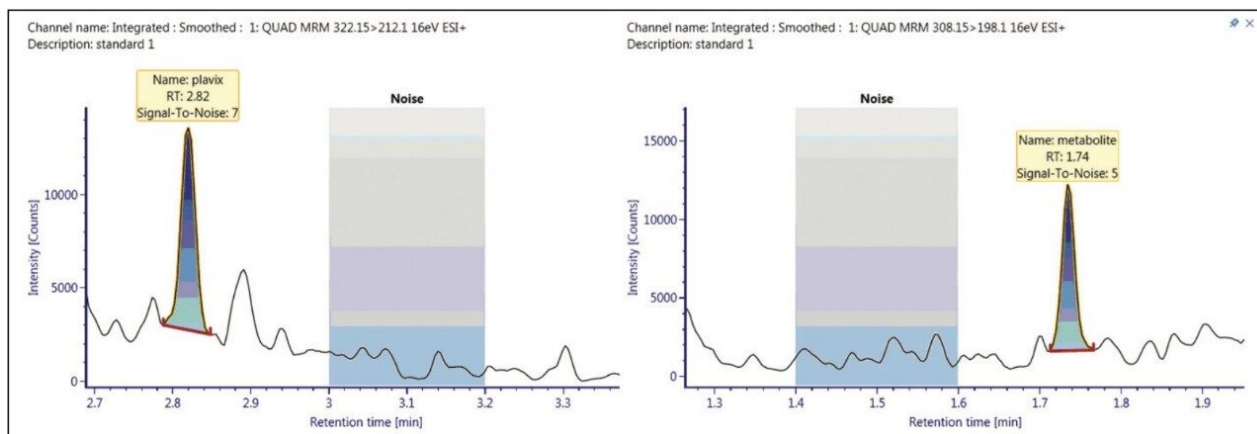 Channel name: Integrated : Smoothed : 1: QUAD MRM 322.15>212.1 16eV ESI+
Description: standard 1
Name: plavix
RT: 2.82
Signal-To-Noise: 7
Noise
10000
5000
0
Intensity [Counts]
2.7 2.8 2.9 3 3.1 3.2 3.3
Retention time [min]
Channel name: Integrated : Smoothed : 1: QUAD MRM 308.15>198.1 16eV ESI+
Description: standard 1
Noise
Name: metabolite
RT: 1.74
Signal-To-Noise: 5
15000
10000
5000
0
Intensity [Counts]
1.3 1.4 1.5 1.6 1.7 1.8 1.9
Retention time [min]